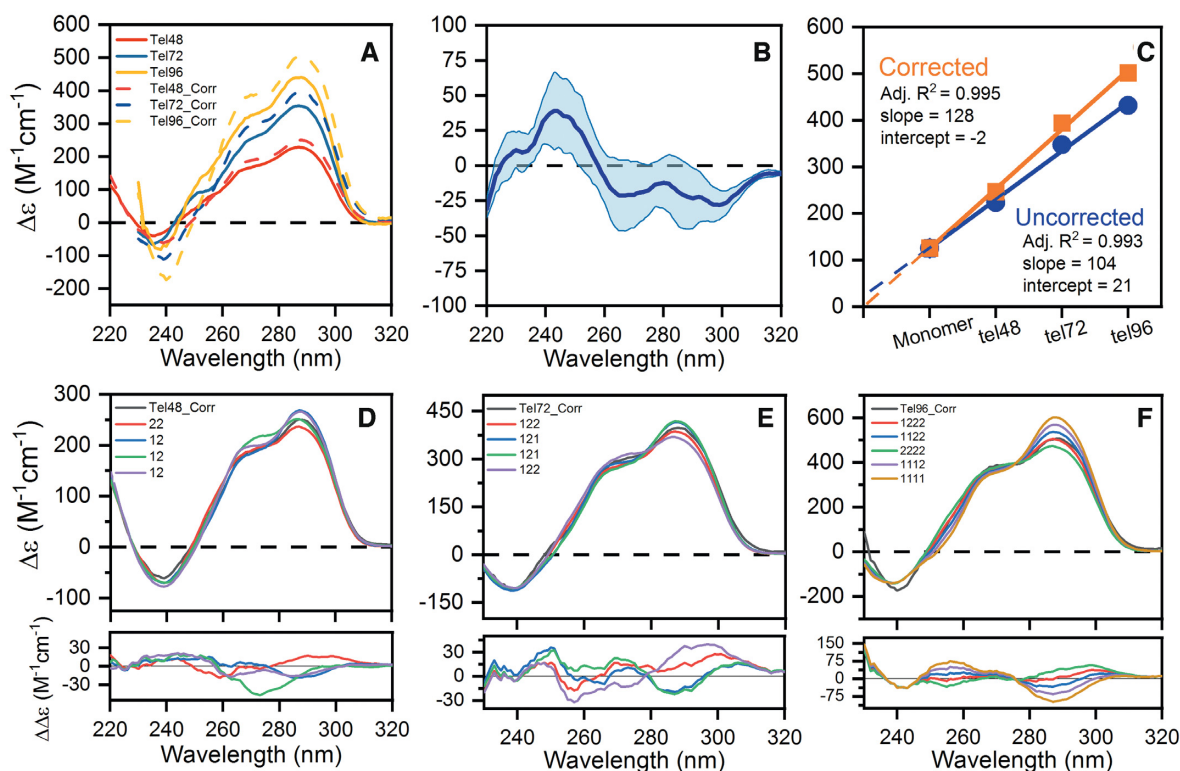 A
Δε (M⁻¹cm⁻¹)
600
500
400
300
200
100
0
-100
-200
Tel48
Tel72
Tel96
Tel48_Corr
Tel72_Corr
Tel96_Corr
220 240 260 280 300 320
Wavelength (nm)
B
100
75
50
25
0
-25
-50
-75
-100
220 240 260 280 300 320
Wavelength (nm)
C
600
500
400
300
200
100
0
Corrected
Adj. R² = 0.995
slope = 128
intercept = -2
Uncorrected
Adj. R² = 0.993
slope = 104
intercept = 21
Monomer tel48 tel72 tel96
D
Δε (M⁻¹cm⁻¹)
300
200
100
0
-100
Tel48_Corr
22
12
12
12
ΔΔε (M⁻¹cm⁻¹)
30
0
-30
220 240 260 280 300 320
Wavelength (nm)
E
450
300
150
0
-150
Tel72_Corr
122
121
121
122
30
0
-30
240 260 280 300 320
Wavelength (nm)
F
600
400
200
0
-200
Tel96_Corr
1222
1122
2222
1112
1111
150
75
0
-75
240 260 280 300 320
Wavelength (nm)